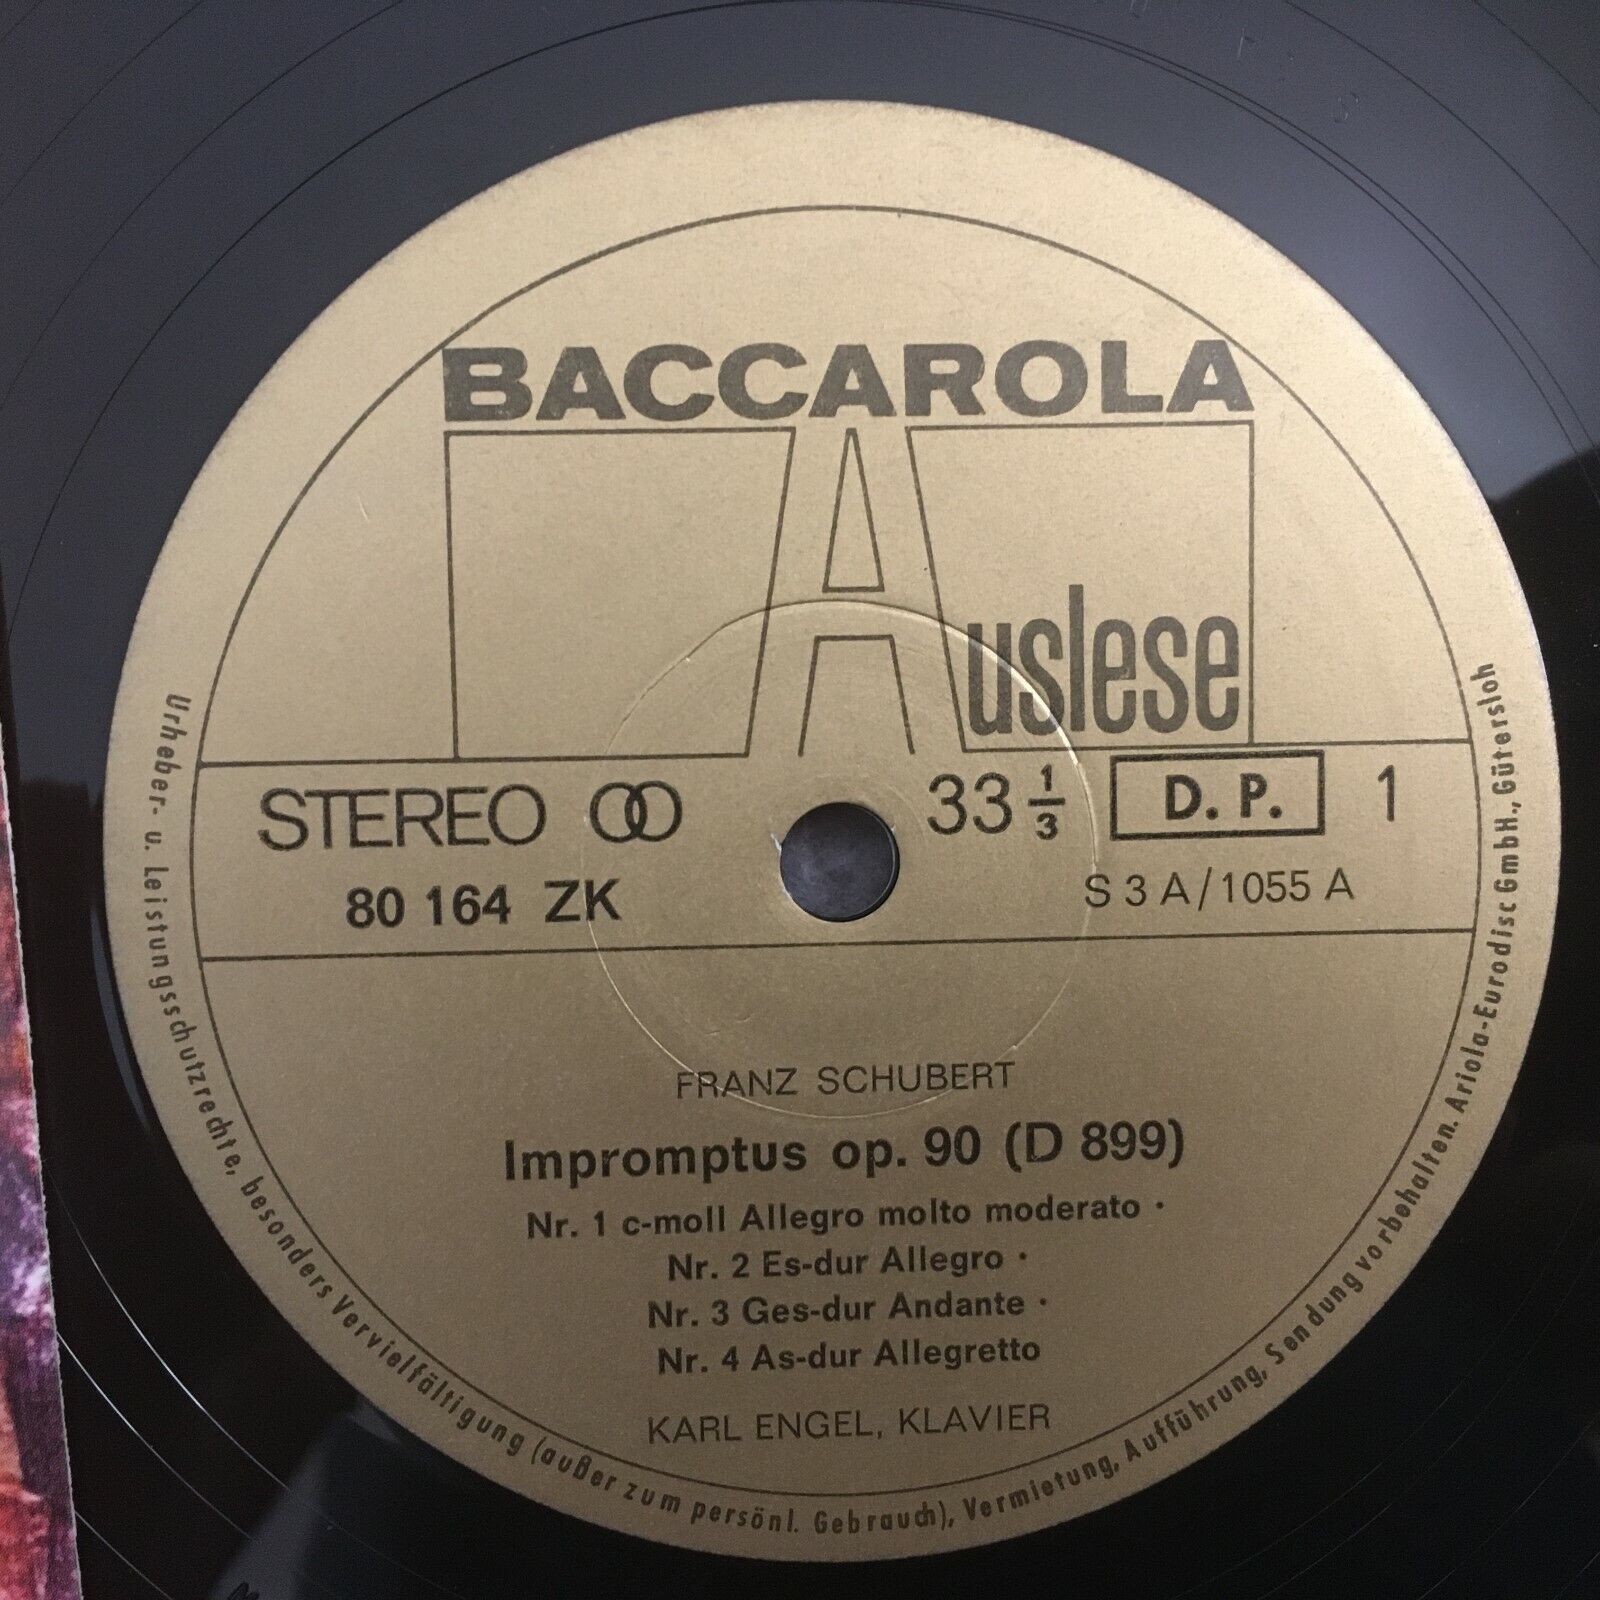 BACCAROLA
Auslese
STEREO
33 1/3
D. P.
1
80 164 ZK
S 3 A/1055 A
FRANZ SCHUBERT
Impromptus op. 90 (D 899)
Nr. 1 c-moll Allegro molto moderato ·
Nr. 2 Es-dur Allegro ·
Nr. 3 Ges-dur Andante ·
Nr. 4 As-dur Allegretto
KARL ENGEL, KLAVIER
Urheber- u. Leistungsschutzrechte, besonders Vervielfältigung (außer zum persönl. Gebrauch), Vermietung, Aufführung, Sendung vorbehalten. Ariola-Eurodisc GmbH., Gütersloh